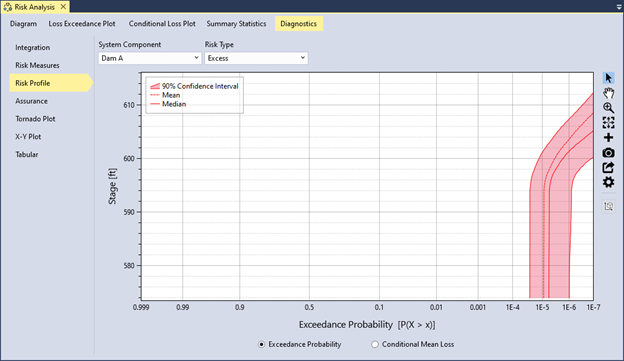 Risk Analysis
Diagram Loss Exceedance Plot Conditional Loss Plot Summary Statistics Diagnostics
Integration
Risk Measures
Risk Profile
Assurance
Tornado Plot
X-Y Plot
Tabular
System Component Risk Type
Dam A Excess
90% Confidence Interval
Mean
Median
Stage [ft]
610
600
590
580
0.999 0.99 0.9 0.5 0.1 0.01 0.001 1E-4 1E-5 1E-6 1E-7
Exceedance Probability [P(X > x)]
Exceedance Probability Conditional Mean Loss